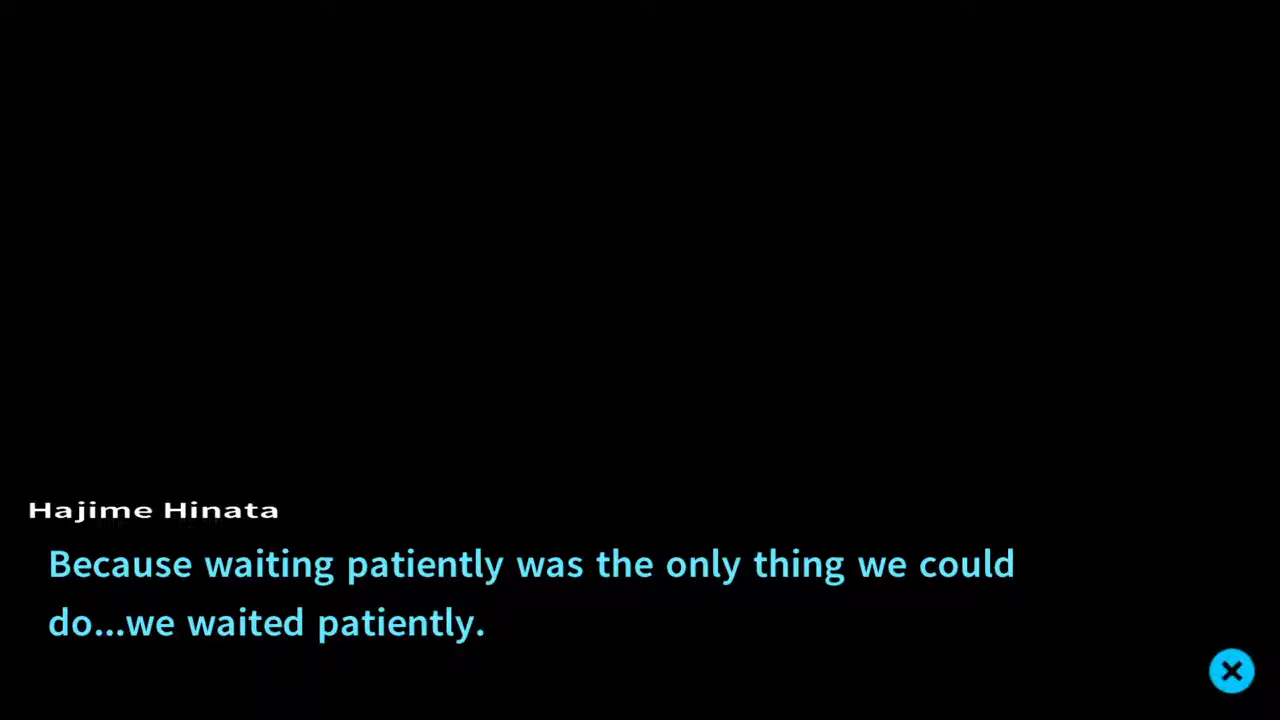 Hajime Hinata
Because waiting patiently was the only thing we could
do...we waited patiently.